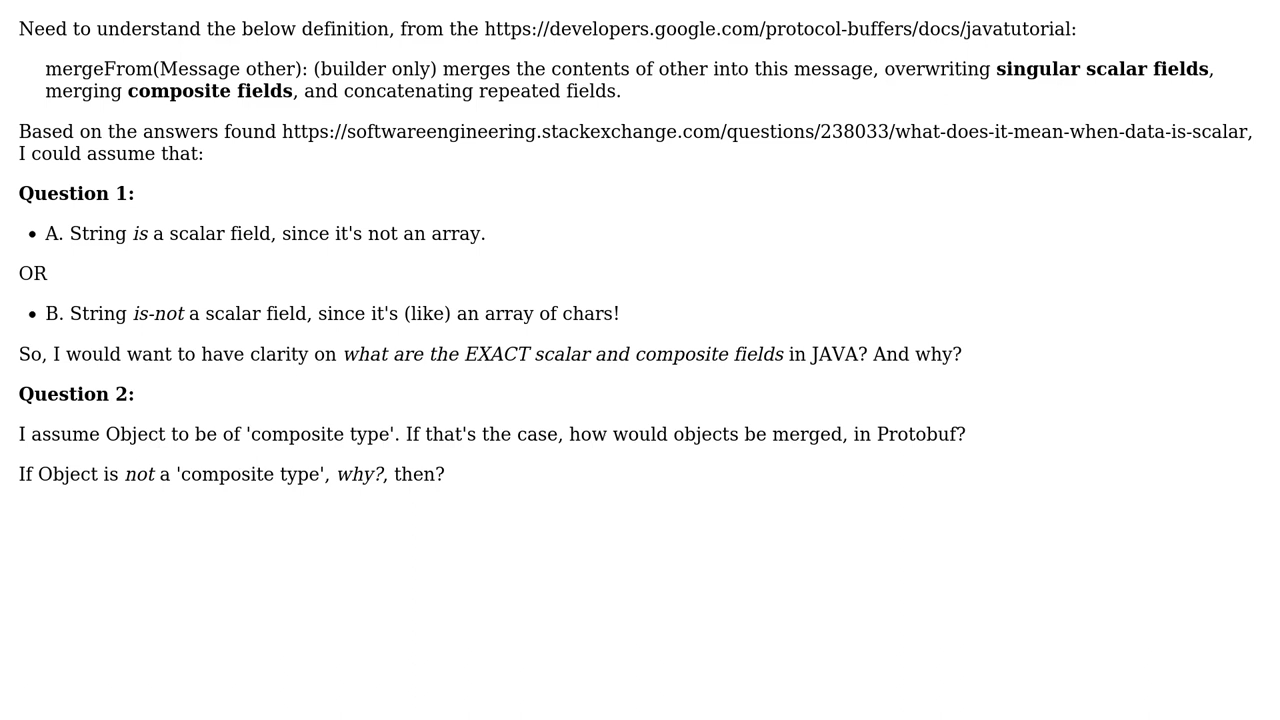 Need to understand the below definition, from the https://developers.google.com/protocol-buffers/docs/javatutorial:
mergeFrom(Message other): (builder only) merges the contents of other into this message, overwriting singular scalar fields,
merging composite fields, and concatenating repeated fields.
Based on the answers found https://softwareengineering.stackexchange.com/questions/238033/what-does-it-mean-when-data-is-scalar,
I could assume that:
Question 1:
• A. String is a scalar field, since it's not an array.
OR
• B. String is-not a scalar field, since it's (like) an array of chars!
So, I would want to have clarity on what are the EXACT scalar and composite fields in JAVA? And why?
Question 2:
I assume Object to be of 'composite type'. If that's the case, how would objects be merged, in Protobuf?
If Object is not a 'composite type', why?, then?